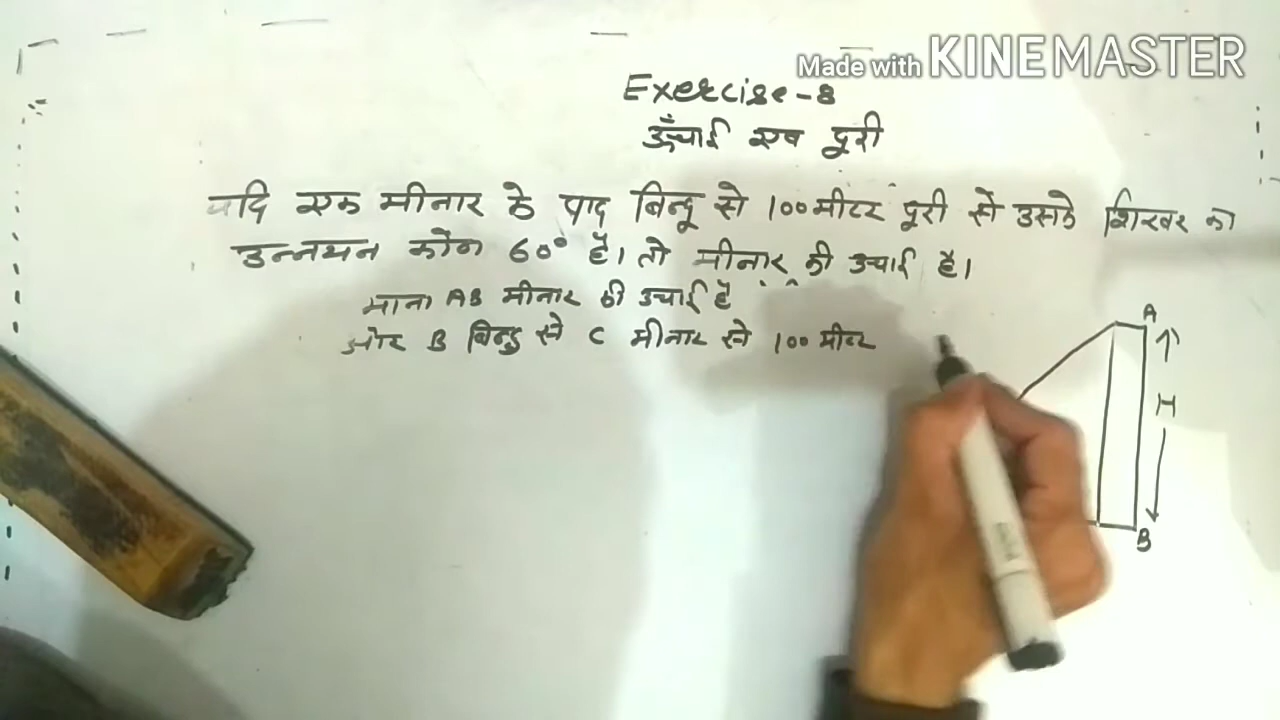 Made with KINEMASTER
Exercise-8
ऊँचाई एव दूरी
यदि एक मीनार के पाद बिन्दू से 100 मीटर दूरी से उसके शिखर का
उन्नयन कोण 60° है। तो मीनार की उचाई है।
माना AB मीनार की उचाई है
ओर B बिन्दु से C मीनार से 100 मीटर
A
H
B